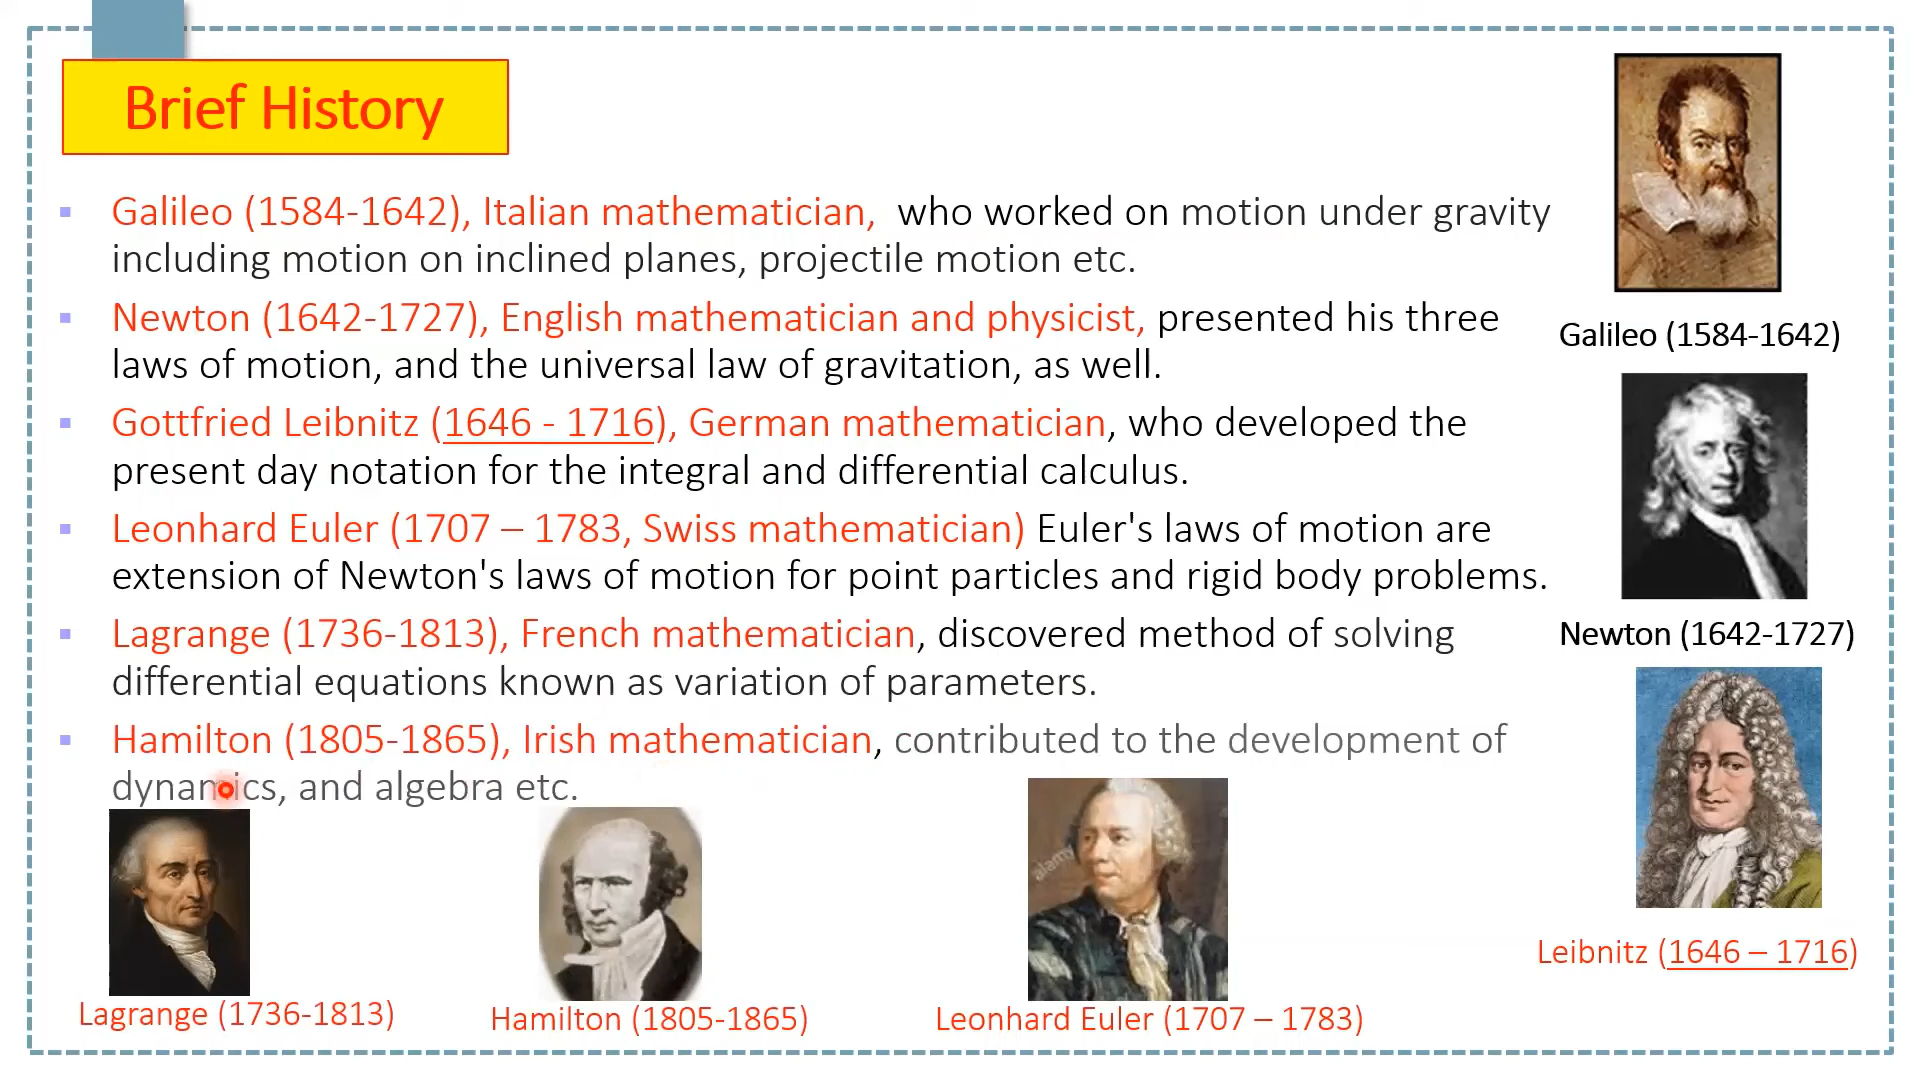 Brief History
Galileo (1584-1642), Italian mathematician, who worked on motion under gravity
including motion on inclined planes, projectile motion etc.
Newton (1642-1727), English mathematician and physicist, presented his three
laws of motion, and the universal law of gravitation, as well.
Gottfried Leibnitz (1646 - 1716), German mathematician, who developed the
present day notation for the integral and differential calculus.
Leonhard Euler (1707 – 1783, Swiss mathematician) Euler's laws of motion are
extension of Newton's laws of motion for point particles and rigid body problems.
Lagrange (1736-1813), French mathematician, discovered method of solving
differential equations known as variation of parameters.
Hamilton (1805-1865), Irish mathematician, contributed to the development of
dynamics, and algebra etc.
Galileo (1584-1642)
Newton (1642-1727)
Leibnitz (1646 – 1716)
alamy
Lagrange (1736-1813)
Hamilton (1805-1865)
Leonhard Euler (1707 – 1783)